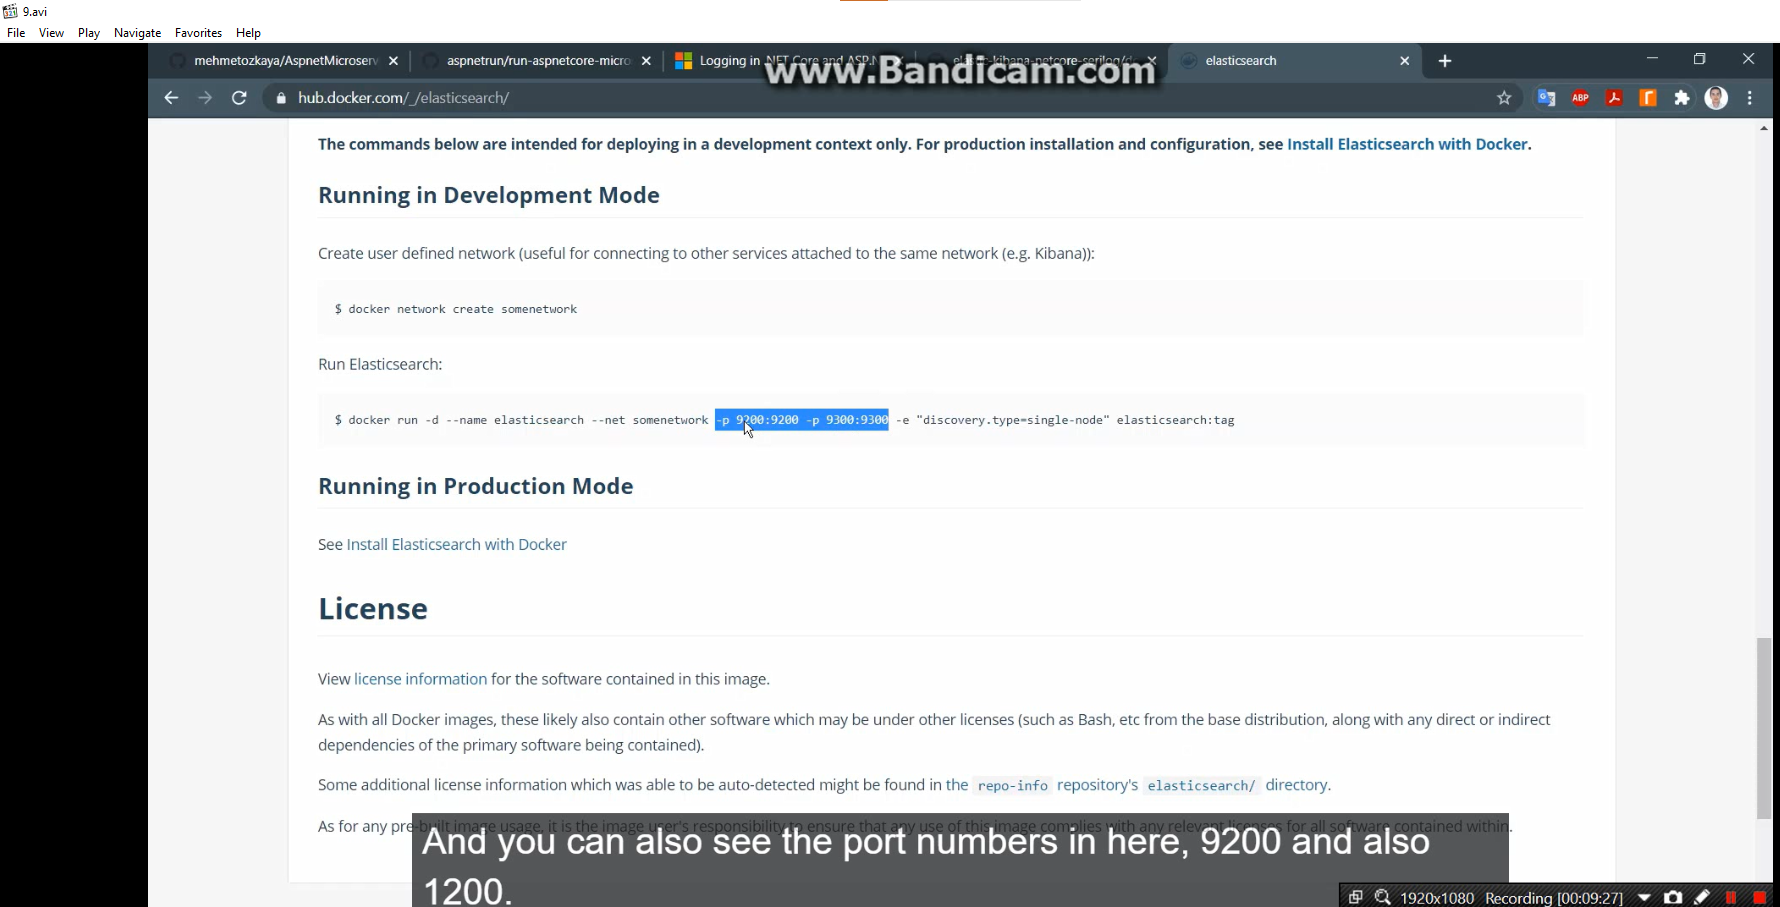 9.avi
File View Play Navigate Favorites Help
mehmetozkaya/AspnetMicroserv
aspnetrun/run-aspnetcore-micro
Logging in .NET Core and ASP.N
elastic-kibana-netcore-serilog/d
elasticsearch
www.Bandicam.com
hub.docker.com/_/elasticsearch/
ABP
The commands below are intended for deploying in a development context only. For production installation and configuration, see Install Elasticsearch with Docker.
Running in Development Mode
Create user defined network (useful for connecting to other services attached to the same network (e.g. Kibana)):
$ docker network create somenetwork
Run Elasticsearch:
$ docker run -d --name elasticsearch --net somenetwork -p 9200:9200 -p 9300:9300 -e "discovery.type=single-node" elasticsearch:tag
Running in Production Mode
See Install Elasticsearch with Docker
License
View license information for the software contained in this image.
As with all Docker images, these likely also contain other software which may be under other licenses (such as Bash, etc from the base distribution, along with any direct or indirect
dependencies of the primary software being contained).
Some additional license information which was able to be auto-detected might be found in the repo-info repository's elasticsearch/ directory.
As for any pre-built image usage, it is the image user's responsibility to ensure that any use of this image complies with any relevant licenses for all software contained within.
And you can also see the port numbers in here, 9200 and also
1200.
1920x1080 Recording [00:09:27]